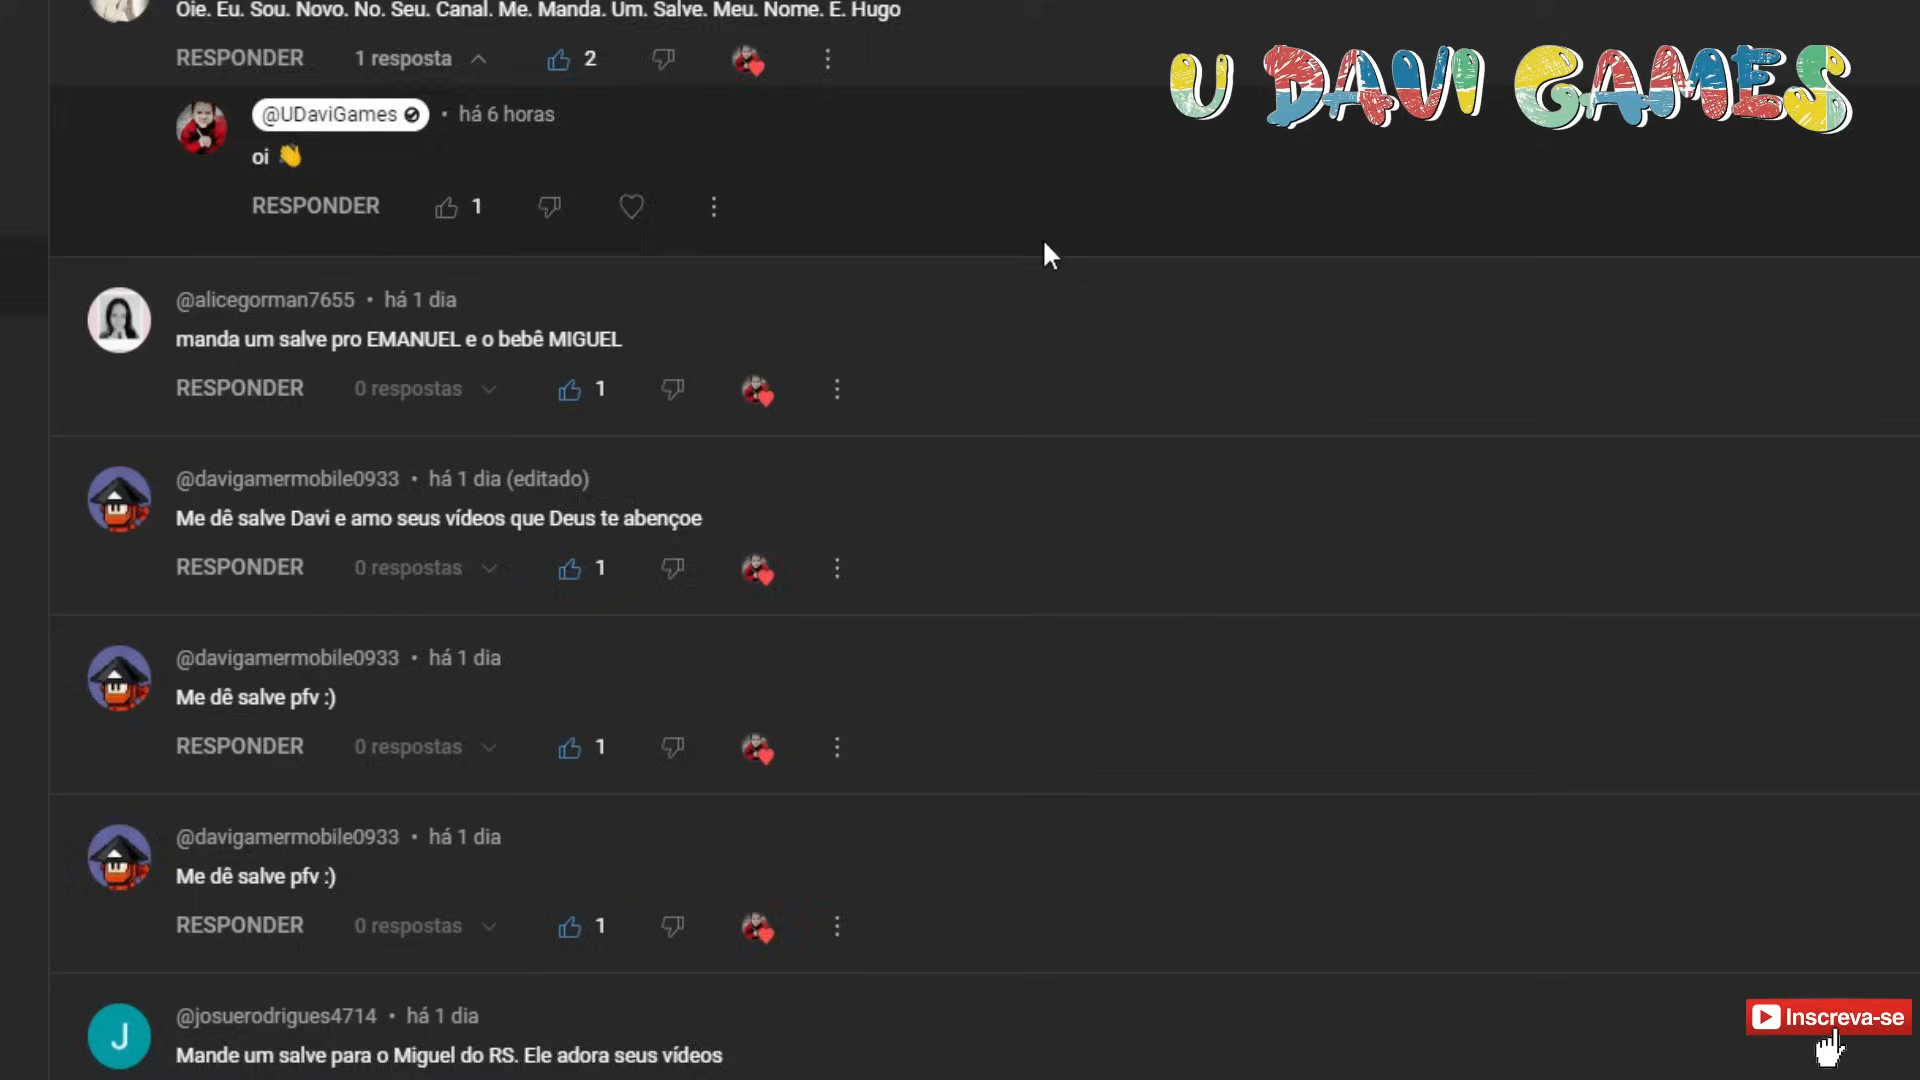 Oie. Eu. Sou. Novo. No. Seu. Canal. Me. Manda. Um. Salve. Meu. Nome. E. Hugo
RESPONDER 1 resposta 2
U DAVI GAMES
@UDaviGames • há 6 horas
oi 👏
RESPONDER 1
@alicegorman7655 • há 1 dia
manda um salve pro EMANUEL e o bebê MIGUEL
RESPONDER 0 respostas 1
@davigamermobile0933 • há 1 dia (editado)
Me dê salve Davi e amo seus vídeos que Deus te abençoe
RESPONDER 0 respostas 1
@davigamermobile0933 • há 1 dia
Me dê salve pfv :)
RESPONDER 0 respostas 1
@davigamermobile0933 • há 1 dia
Me dê salve pfv :)
RESPONDER 0 respostas 1
J
@josuerodrigues4714 • há 1 dia
Mande um salve para o Miguel do RS. Ele adora seus vídeos
Inscreva-se